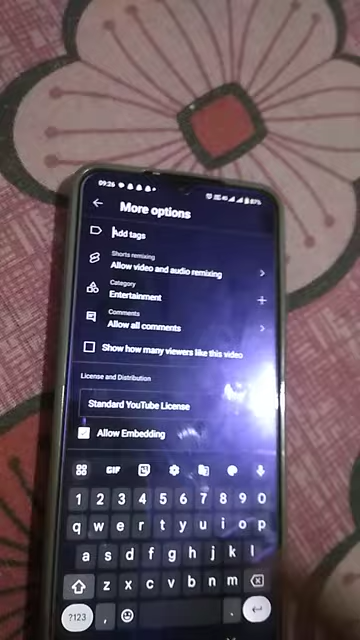 09:26
More options
Add tags
Shorts remixing
Allow video and audio remixing
Category
Entertainment
Comments
Allow all comments
Show how many viewers like this video
License and Distribution
Standard YouTube License
Allow Embedding
GIF
1 2 3 4 5 6 7 8 9 0
q w e r t y u i o p
a s d f g h j k l
z x c v b n m
?123 , .